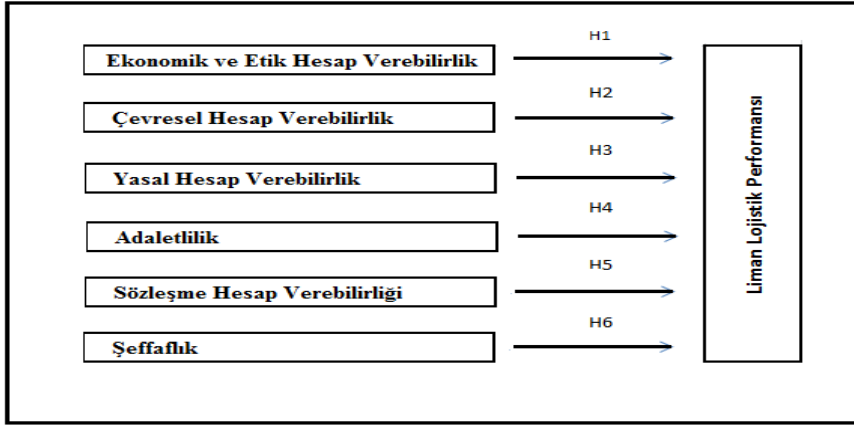 H1
Ekonomik ve Etik Hesap Verebilirlik
H2
Çevresel Hesap Verebilirlik
H3
Yasal Hesap Verebilirlik
H4
Adaletlilik
H5
Sözleşme Hesap Verebilirliği
H6
Şeffaflık
Liman Lojistik Performansı